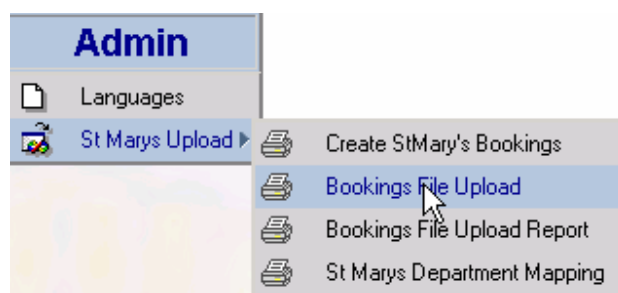 Admin
Languages
St Marys Upload
Create StMary's Bookings
Bookings File Upload
Bookings File Upload Report
St Marys Department Mapping